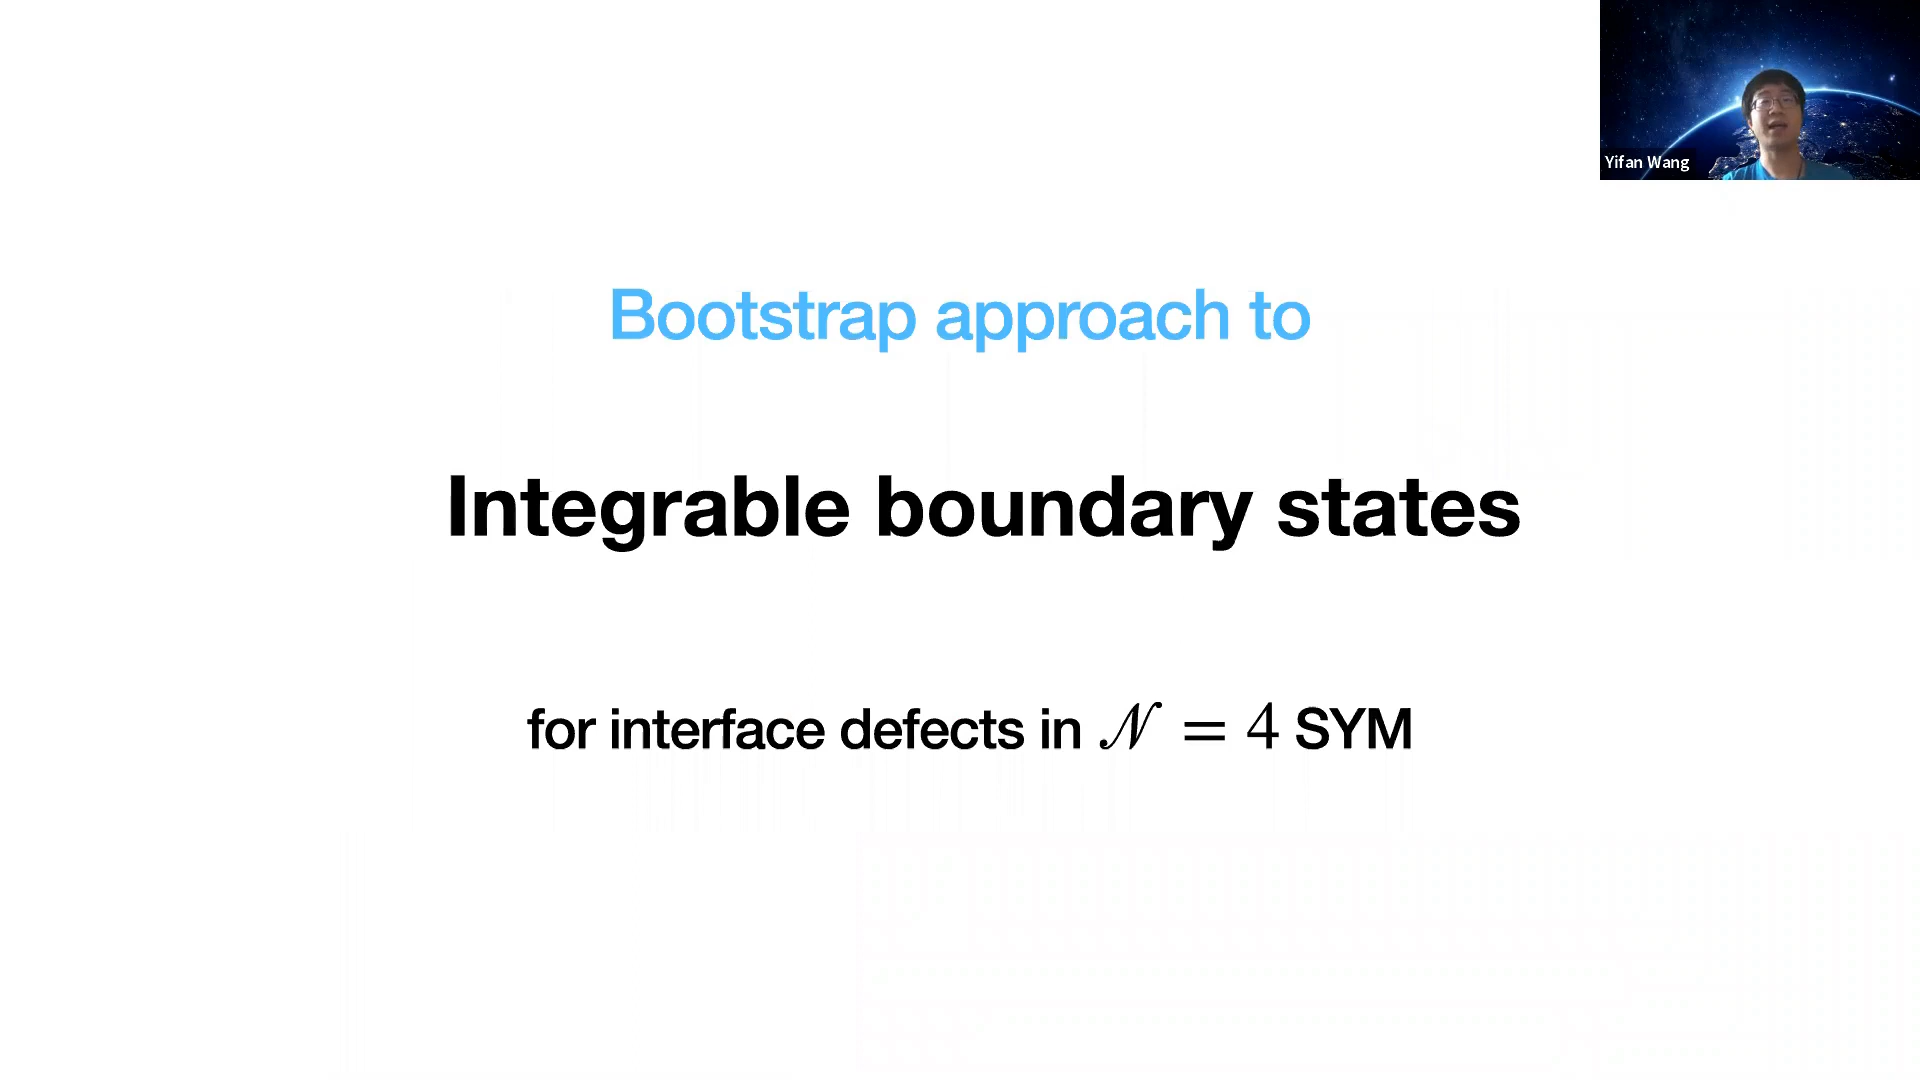 Yifan Wang
Bootstrap approach to
Integrable boundary states
for interface defects in 𝒩 = 4 SYM